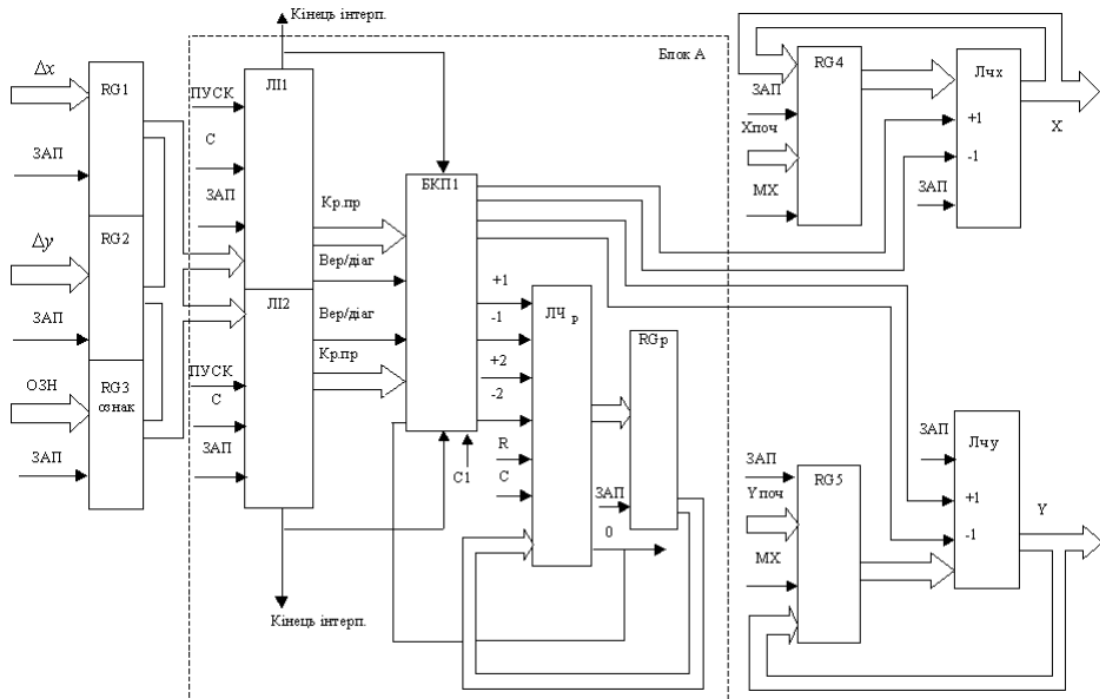 Кінець інтерп.
Блок А
Δx
RG1
ЗАП
Δy
RG2
ЗАП
ОЗН
RG3
ознак
ЗАП
ПУСК
ЛІ1
С
ЗАП
Кр.пр
Вер/діаг
ЛІ2
Вер/діаг
Кр.пр
ПУСК
С
ЗАП
Кінець інтерп.
БКП1
С1
+1
-1
+2
-2
R
С
ЛЧ р
RGр
ЗАП
0
RG4
ЗАП
Xпоч
МХ
Лчх
+1
-1
ЗАП
X
ЗАП
Yпоч
МХ
RG5
ЗАП
Лчу
+1
-1
Y